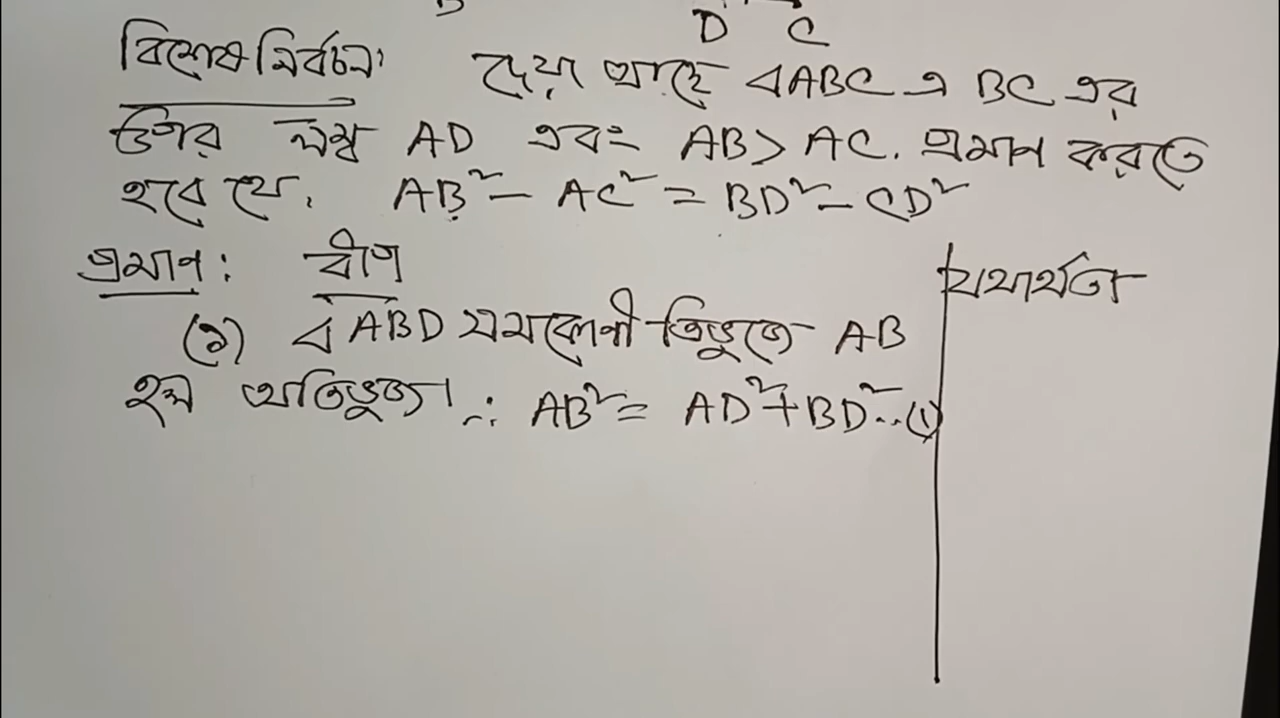 D C
বিশেষ নির্বচন: দেয়া আছে ∆ABC এ BC এর
উপর লম্ব AD এবং AB > AC. প্রমাণ করতে
হবে যে, AB² - AC² = BD² - CD²
প্রমাণ: ধাপ যথার্থতা
(১) ∆ABD সমকোণী ত্রিভুজে AB
হল অতিভুজ। ∴ AB² = AD² + BD² ...(1)